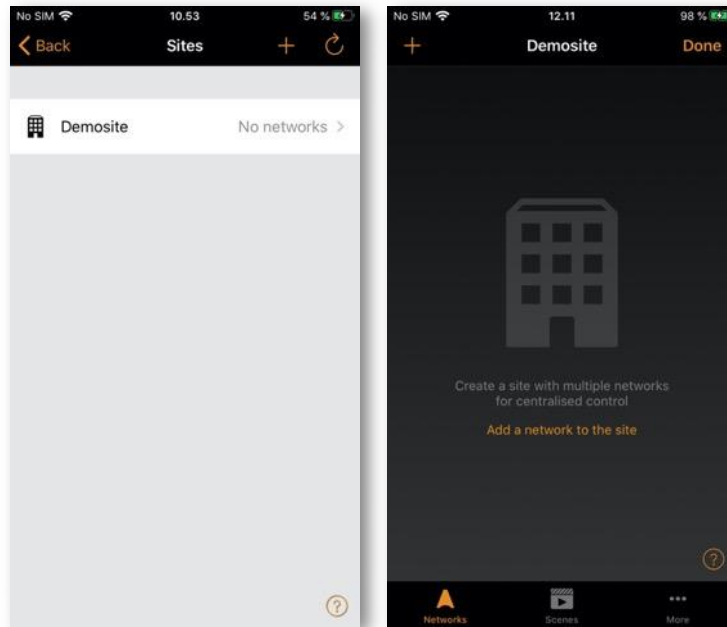 No SIM 10.53 54 %
Back Sites
Demosite No networks
?
No SIM 12.11 98 %
Demosite Done
Create a site with multiple networks
for centralised control
Add a network to the site
?
Networks Scenes More